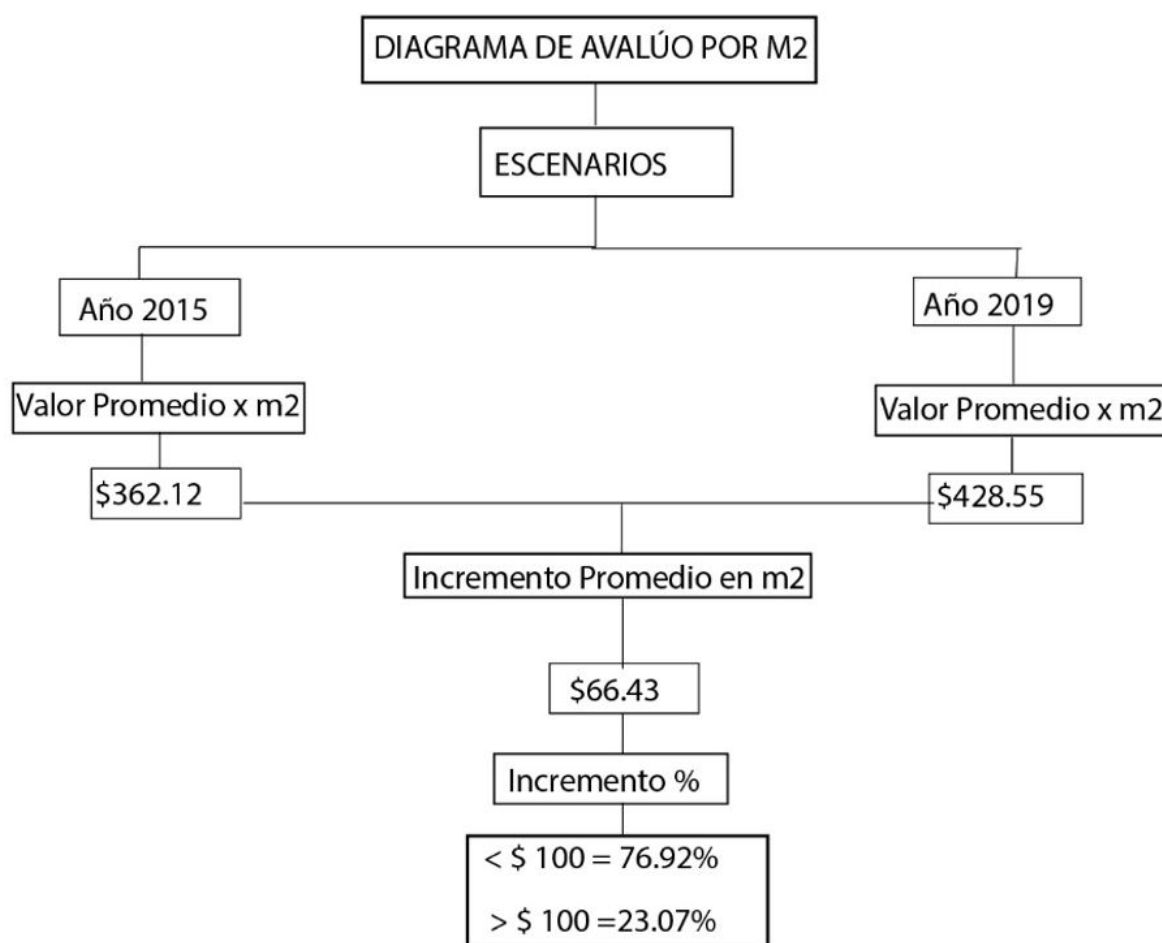 DIAGRAMA DE AVALÚO POR M2
ESCENARIOS
Año 2015
Año 2019
Valor Promedio x m2
Valor Promedio x m2
$362.12
$428.55
Incremento Promedio en m2
$66.43
Incremento %
< $ 100 = 76.92%
> $ 100 =23.07%